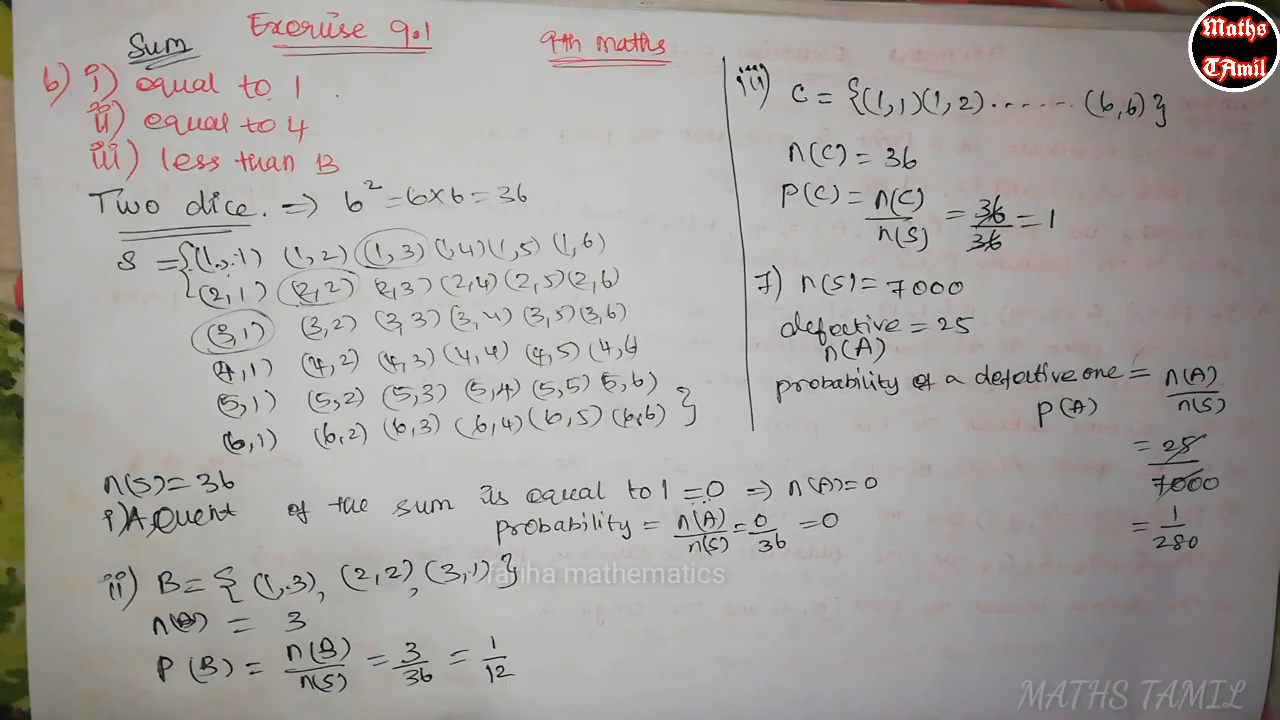 Exercise 9.1
9th maths
Sum
6) i) equal to 1
ii) equal to 4
iii) less than 13
Two dice. ⇒ 6² = 6×6 = 36
S = {(1,1) (1,2) (1,3) (1,4) (1,5) (1,6)
(2,1) (2,2) (2,3) (2,4) (2,5) (2,6)
(3,1) (3,2) (3,3) (3,4) (3,5) (3,6)
(4,1) (4,2) (4,3) (4,4) (4,5) (4,6
(5,1) (5,2) (5,3) (5,4) (5,5) (5,6)
(6,1) (6,2) (6,3) (6,4) (6,5) (6,6) }
n(S) = 36
i) A, event of the sum is equal to 1 = 0 ⇒ n(A) = 0
probability = n(A)/n(S) = 0/36 = 0
ii) B = { (1,3), (2,2), (3,1) }
n(B) = 3
P(B) = n(B)/n(S) = 3/36 = 1/12
iii) C = {(1,1)(1,2).......(6,6)}
n(C) = 36
P(C) = n(C)/n(S) = 36/36 = 1
7) n(S) = 7000
defective = 25
n(A)
probability of a defective one = n(A)/n(S)
P(A)
= 25/7000
= 1/280
fariha mathematics
Maths
TAmil
MATHS TAMIL